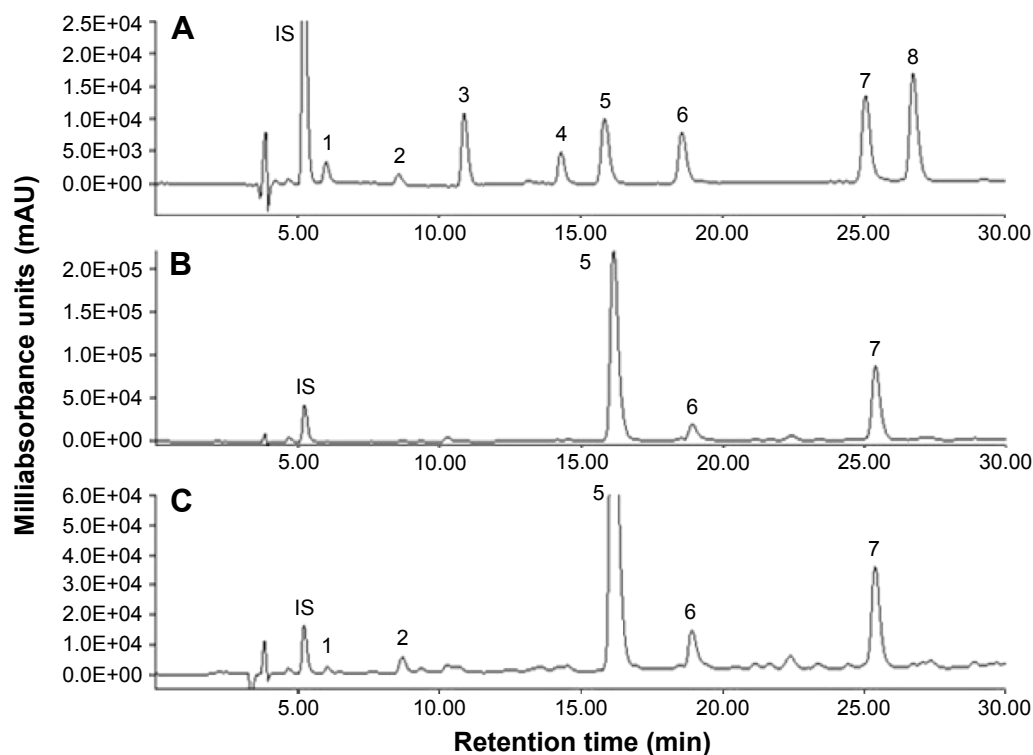 Milliabsorbance units (mAU)
A
2.5E+04
2.0E+04
1.5E+04
1.0E+04
5.0E+03
0.0E+00
IS
1
2
3
4
5
6
7
8
5.00 10.00 15.00 20.00 25.00 30.00
B
2.0E+05
1.5E+05
1.0E+05
5.0E+04
0.0E+00
IS
5
6
7
5.00 10.00 15.00 20.00 25.00 30.00
C
6.0E+04
5.0E+04
4.0E+04
3.0E+04
2.0E+04
1.0E+04
0.0E+00
IS
1
2
5
6
7
5.00 10.00 15.00 20.00 25.00 30.00
Retention time (min)